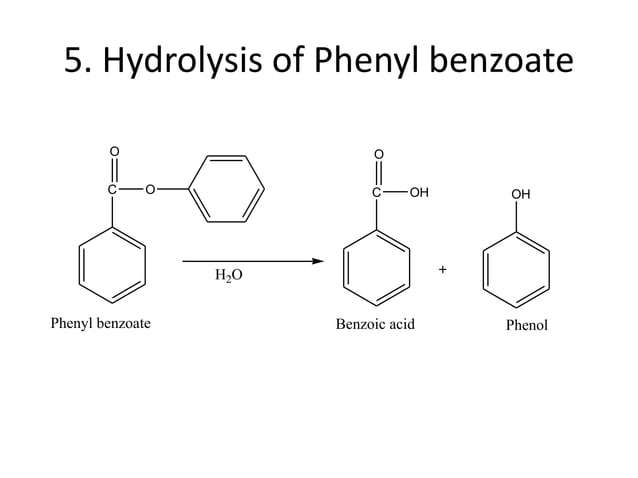 5. Hydrolysis of Phenyl benzoate
O
C
O
O
C
OH
OH
H₂O
+
Phenyl benzoate
Benzoic acid
Phenol